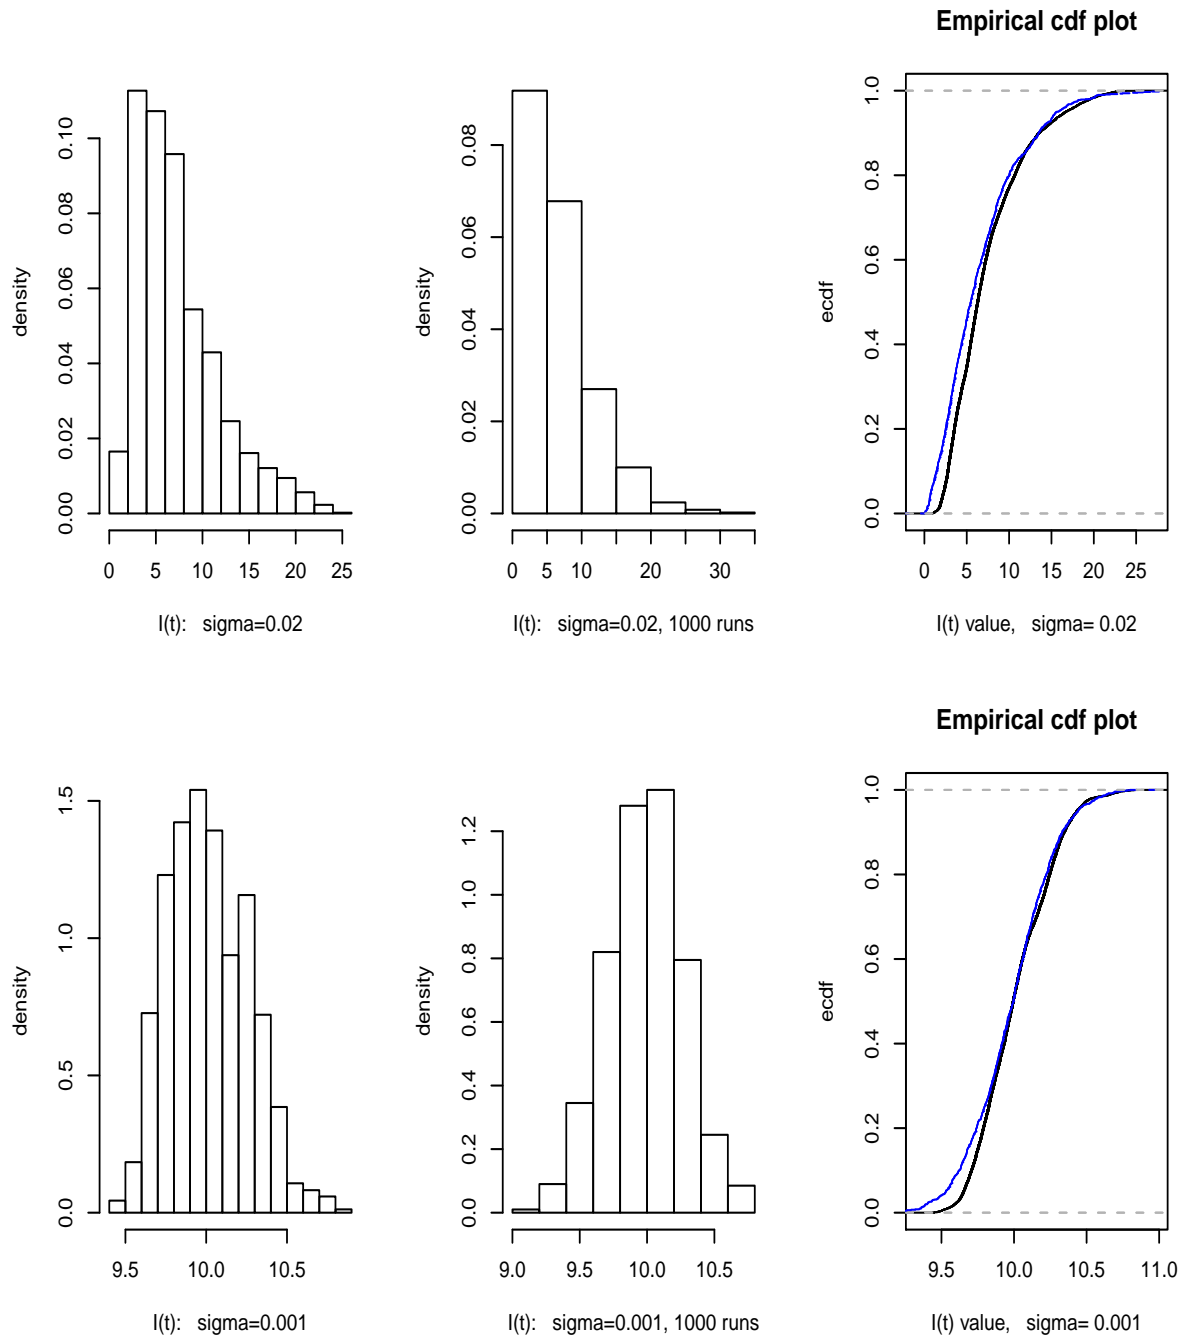 Empirical cdf plot
density
0.00 0.02 0.04 0.06 0.08 0.10
0 5 10 15 20 25
I(t): sigma=0.02
density
0.00 0.02 0.04 0.06 0.08
0 5 10 20 30
I(t): sigma=0.02, 1000 runs
ecdf
0.0 0.2 0.4 0.6 0.8 1.0
0 5 10 15 20 25
I(t) value, sigma= 0.02
Empirical cdf plot
density
0.0 0.5 1.0 1.5
9.5 10.0 10.5
I(t): sigma=0.001
density
0.0 0.2 0.4 0.6 0.8 1.0 1.2
9.0 9.5 10.0 10.5
I(t): sigma=0.001, 1000 runs
ecdf
0.0 0.2 0.4 0.6 0.8 1.0
9.5 10.0 10.5 11.0
I(t) value, sigma= 0.001